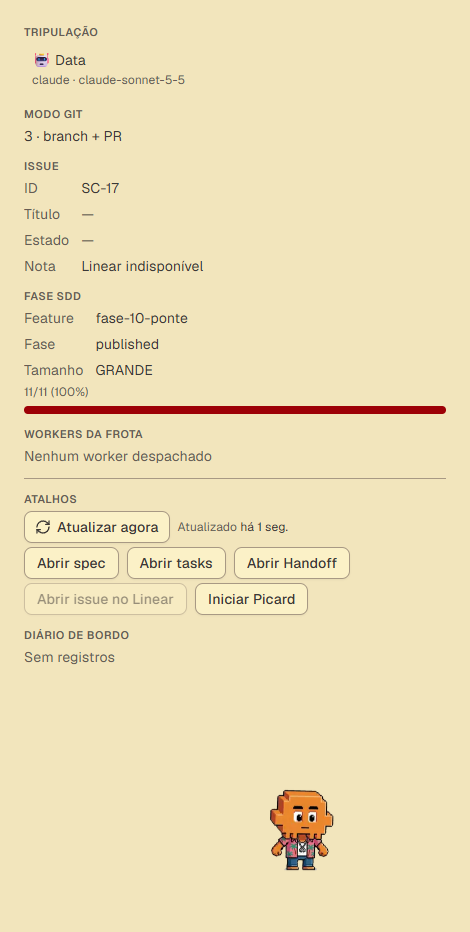 TRIPULAÇÃO
Data
claude · claude-sonnet-5-5
MODO GIT
3 · branch + PR
ISSUE
ID SC-17
Título —
Estado —
Nota Linear indisponível
FASE SDD
Feature fase-10-ponte
Fase published
Tamanho GRANDE
11/11 (100%)
WORKERS DA FROTA
Nenhum worker despachado
ATALHOS
Atualizar agora Atualizado há 1 seg.
Abrir spec Abrir tasks Abrir Handoff
Abrir issue no Linear Iniciar Picard
DIÁRIO DE BORDO
Sem registros